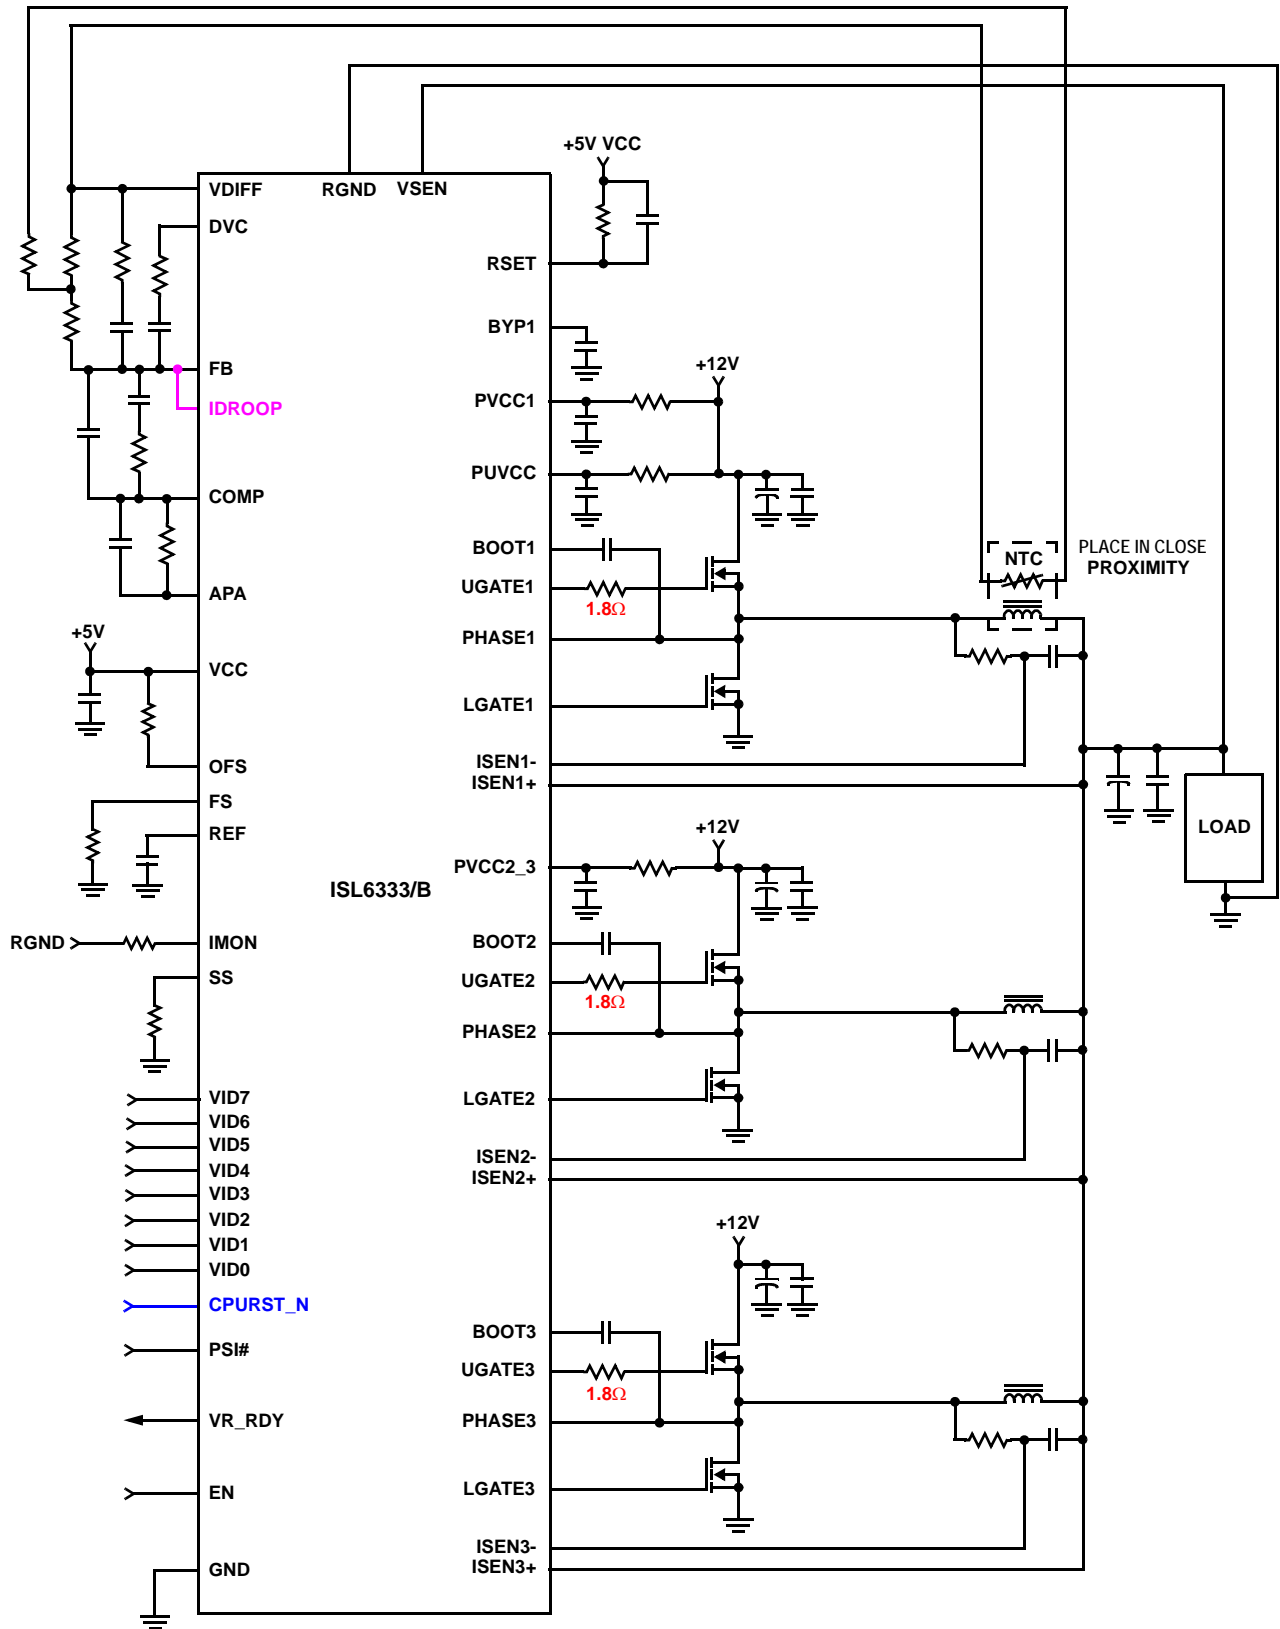 +5V VCC
VDIFF
RGND
VSEN
DVC
RSET
BYP1
+12V
FB
PVCC1
IDROOP
PUVCC
COMP
BOOT1
NTC
PLACE IN CLOSE
PROXIMITY
UGATE1
1.8Ω
APA
+5V
PHASE1
VCC
LGATE1
OFS
ISEN1-
ISEN1+
FS
REF
+12V
LOAD
PVCC2_3
ISL6333/B
RGND
IMON
BOOT2
SS
UGATE2
1.8Ω
PHASE2
VID7
LGATE2
VID6
VID5
ISEN2-
VID4
ISEN2+
VID3
VID2
+12V
VID1
VID0
CPURST_N
BOOT3
PSI#
UGATE3
1.8Ω
VR_RDY
PHASE3
EN
LGATE3
ISEN3-
ISEN3+
GND